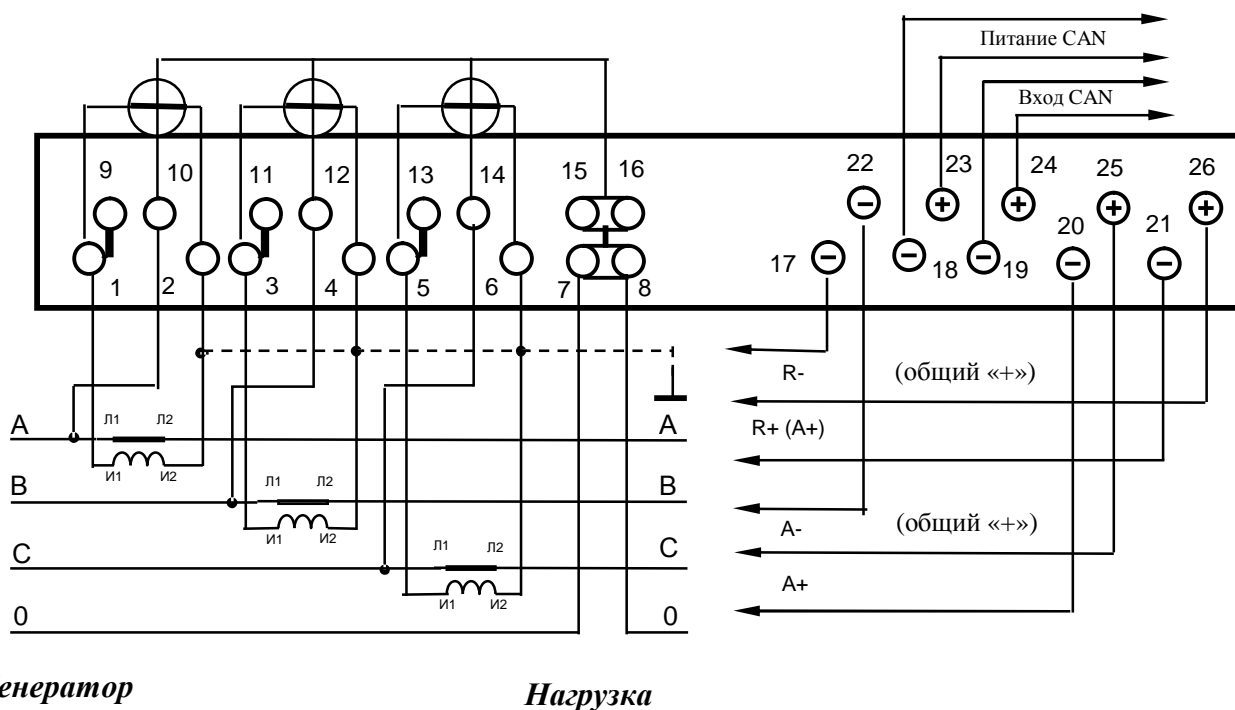 Питание CAN
Вход CAN
9 10 11 12 13 14 15 16 22 23 24 25 26
17 18 19 20 21
1 2 3 4 5 6 7 8
R- (общий «+»)
A Л1 Л2 A R+ (A+)
И1 И2
B Л1 Л2 B
И1 И2 A- (общий «+»)
C Л1 Л2 C
И1 И2 A+
0 0
енератор Нагрузка